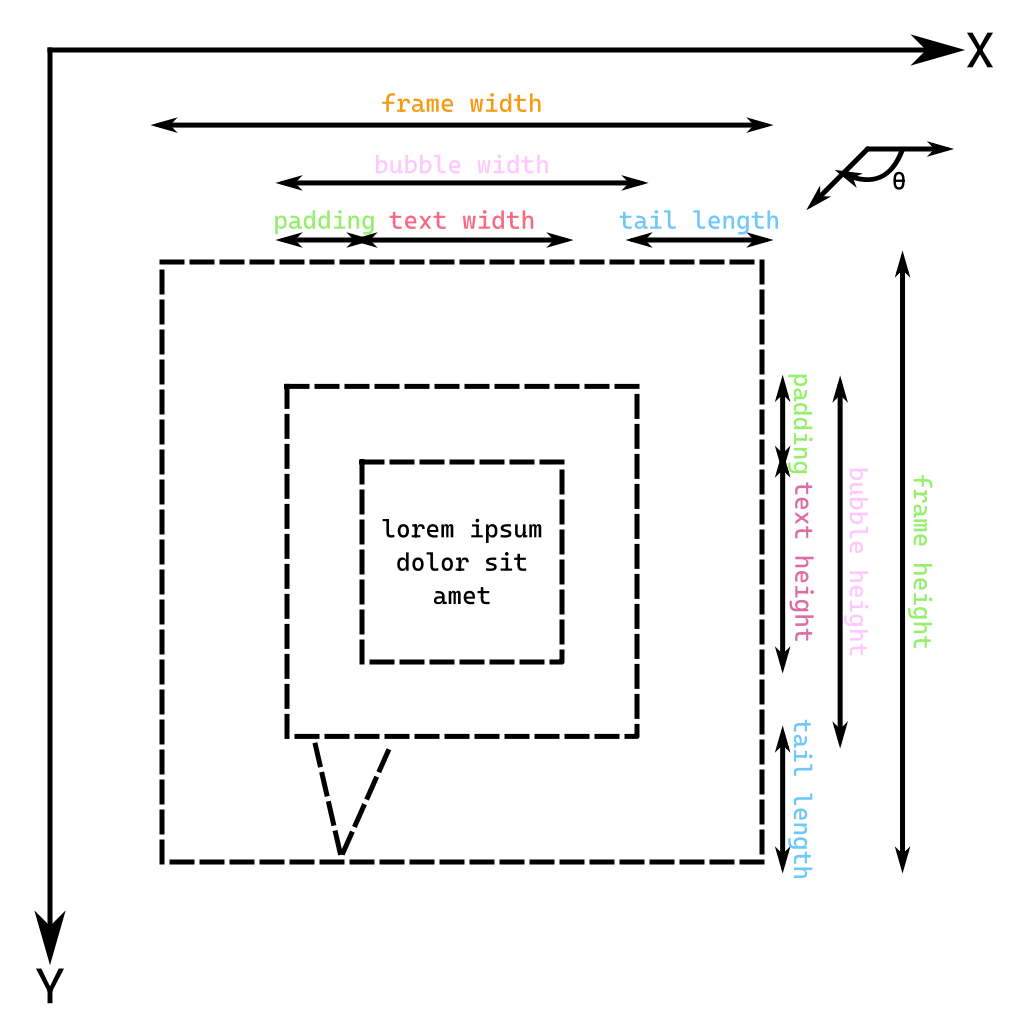 X
frame width
bubble width
padding text width tail length
θ
padding
text height
bubble height
frame height
lorem ipsum
dolor sit
amet
tail length
Y